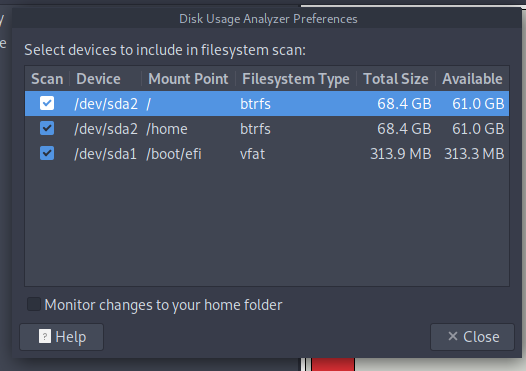 Disk Usage Analyzer Preferences
Select devices to include in filesystem scan:
Scan Device Mount Point Filesystem Type Total Size Available
/dev/sda2 / btrfs 68.4 GB 61.0 GB
/dev/sda2 /home btrfs 68.4 GB 61.0 GB
/dev/sda1 /boot/efi vfat 313.9 MB 313.3 MB
Monitor changes to your home folder
? Help
× Close